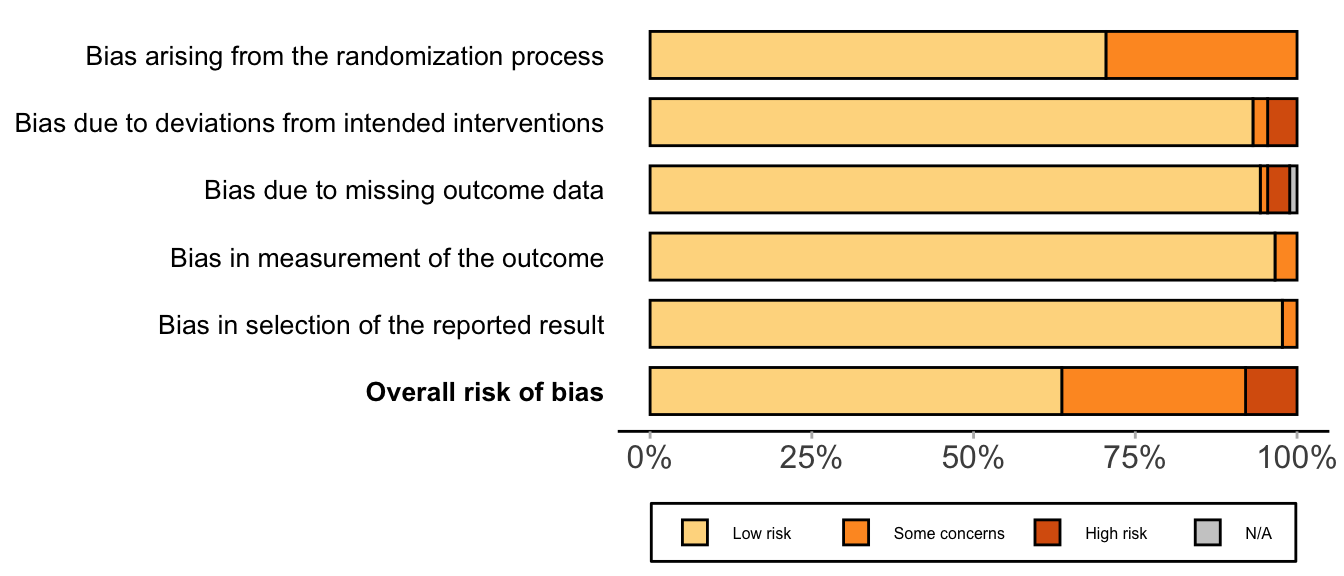 Bias arising from the randomization process
Bias due to deviations from intended interventions
Bias due to missing outcome data
Bias in measurement of the outcome
Bias in selection of the reported result
Overall risk of bias
0% 25% 50% 75% 100%
Low risk Some concerns High risk N/A